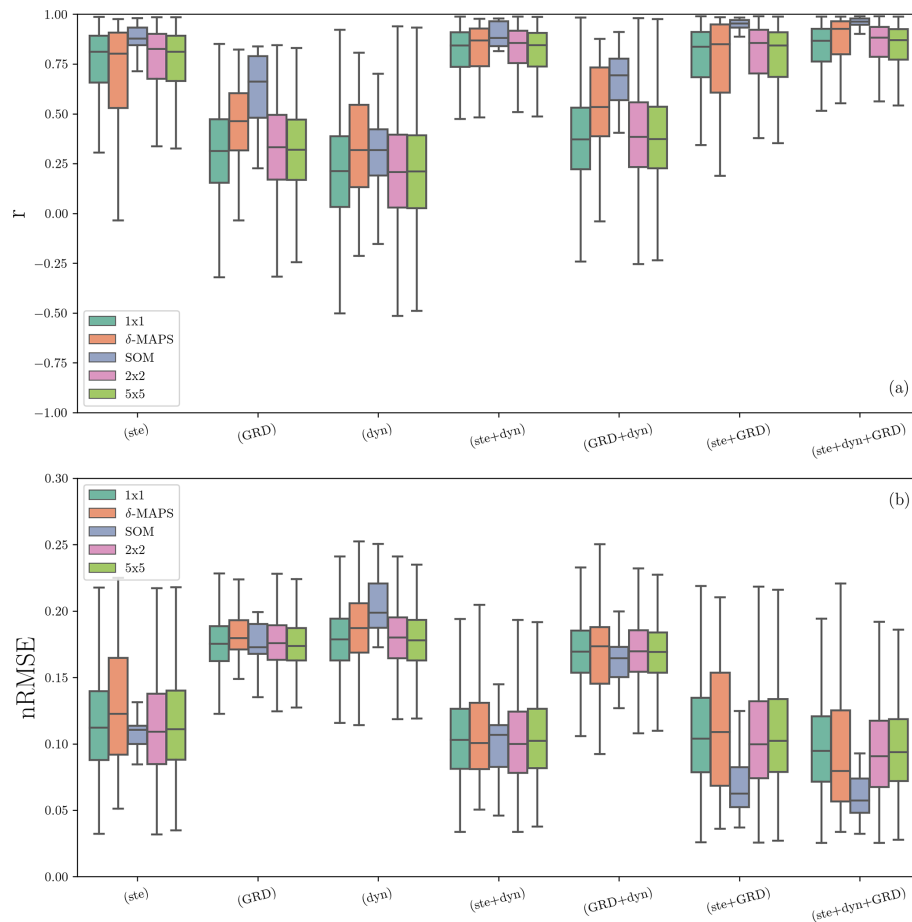 1.00
0.75
0.50
0.25
0.00
−0.25
−0.50
−0.75
−1.00
r
1x1
δ-MAPS
SOM
2x2
5x5
(a)
(ste)
(GRD)
(dyn)
(ste+dyn)
(GRD+dyn)
(ste+GRD)
(ste+dyn+GRD)
0.30
0.25
0.20
0.15
0.10
0.05
0.00
nRMSE
1x1
δ-MAPS
SOM
2x2
5x5
(b)
(ste)
(GRD)
(dyn)
(ste+dyn)
(GRD+dyn)
(ste+GRD)
(ste+dyn+GRD)